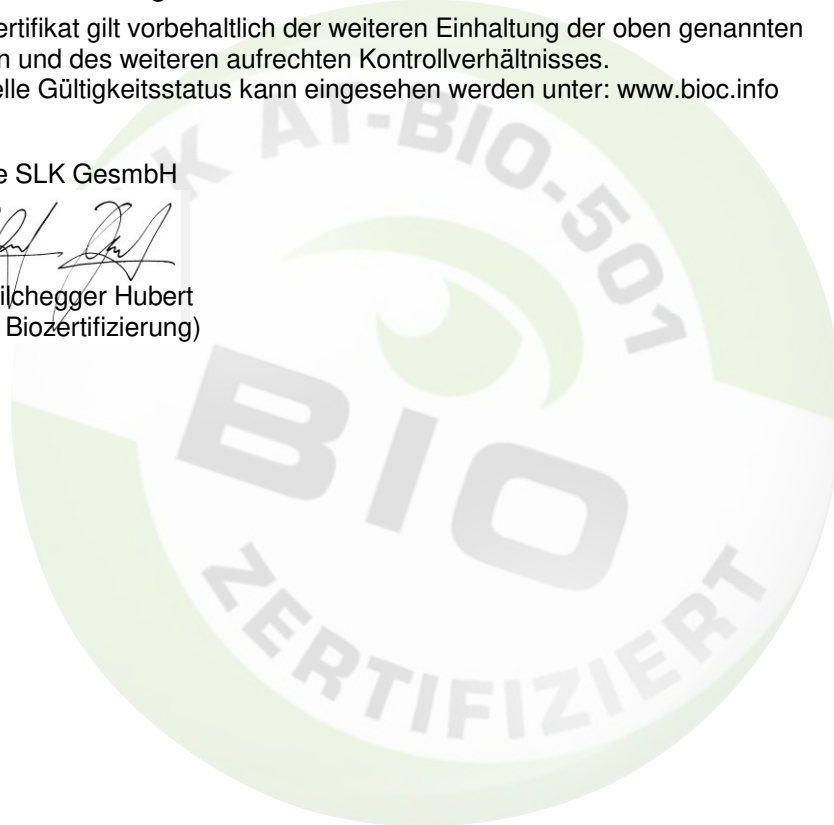 ertifikat gilt vorbehaltlich der weiteren Einhaltung der oben genannten
n und des weiteren aufrechten Kontrollverhältnisses.
elle Gültigkeitsstatus kann eingesehen werden unter: www.bioc.info
e SLK GesmbH
ilchegger Hubert
Biozertifizierung)
K AT-BIO-501
BIO
ZERTIFIZIERT